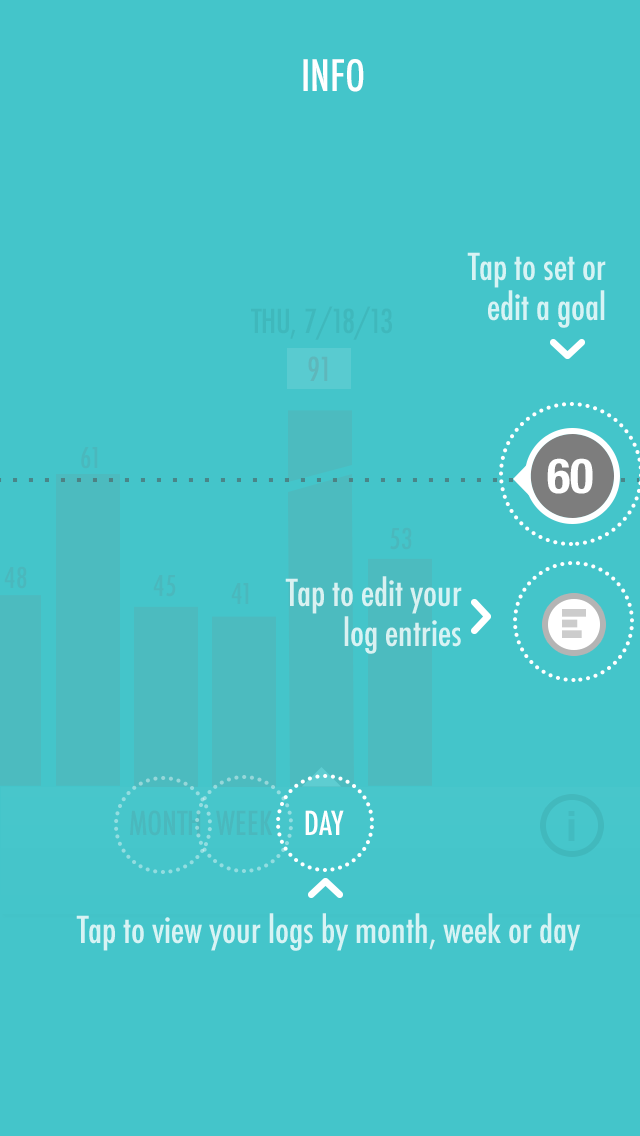 INFO
Tap to set or
edit a goal
THU, 7/18/13
91
61
60
53
48
45
41
Tap to edit your
log entries
MONTH
WEEK
DAY
i
Tap to view your logs by month, week or day